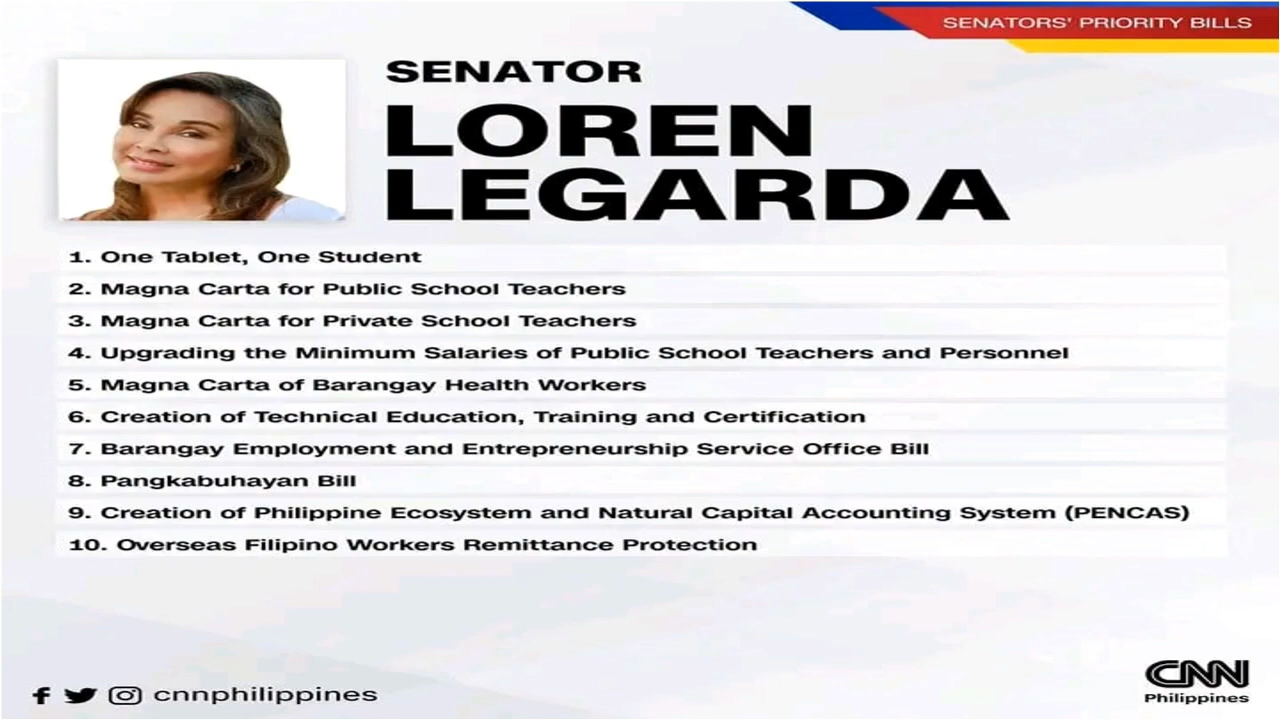 SENATORS' PRIORITY BILLS
SENATOR
LOREN
LEGARDA
1. One Tablet, One Student
2. Magna Carta for Public School Teachers
3. Magna Carta for Private School Teachers
4. Upgrading the Minimum Salaries of Public School Teachers and Personnel
5. Magna Carta of Barangay Health Workers
6. Creation of Technical Education, Training and Certification
7. Barangay Employment and Entrepreneurship Service Office Bill
8. Pangkabuhayan Bill
9. Creation of Philippine Ecosystem and Natural Capital Accounting System (PENCAS)
10. Overseas Filipino Workers Remittance Protection
cnnphilippines
CNN
Philippines